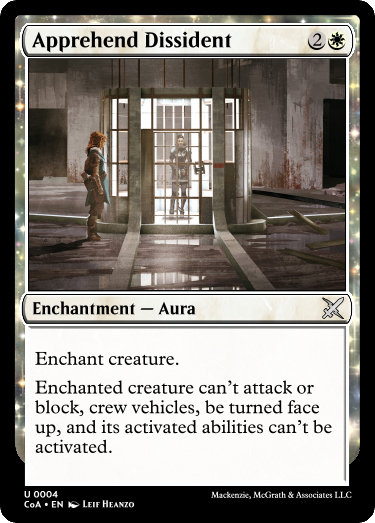 Apprehend Dissident 2
Enchantment — Aura
Enchant creature.
Enchanted creature can't attack or
block, crew vehicles, be turned face
up, and its activated abilities can't be
activated.
U 0004
CoA • EN Leif Heanzo
Mackenzie, McGrath & Associates LLC